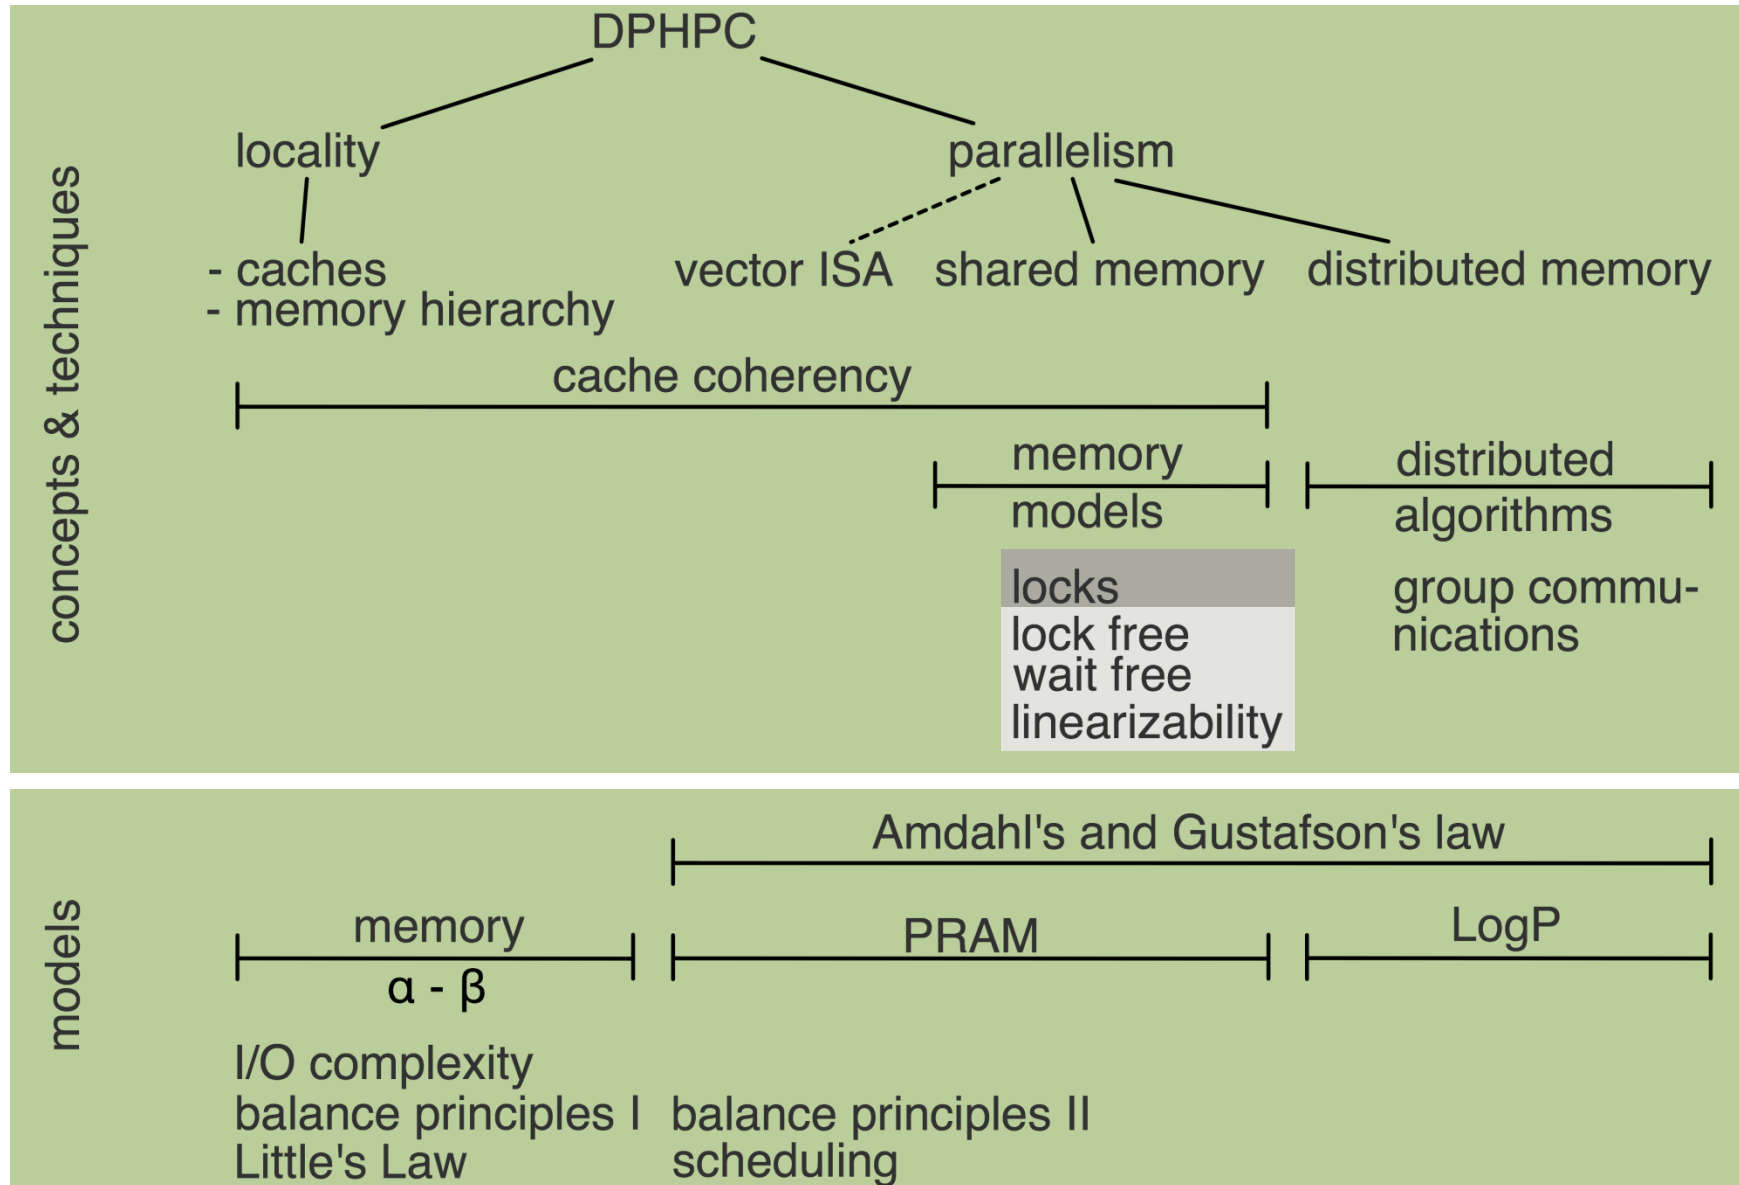 DPHPC
locality
parallelism
- caches
- memory hierarchy
vector ISA
shared memory
distributed memory
cache coherency
memory
models
distributed
algorithms
locks
lock free
wait free
linearizability
group commu-
nications
concepts & techniques
Amdahl's and Gustafson's law
memory
α - β
PRAM
LogP
I/O complexity
balance principles I
Little's Law
balance principles II
scheduling
models